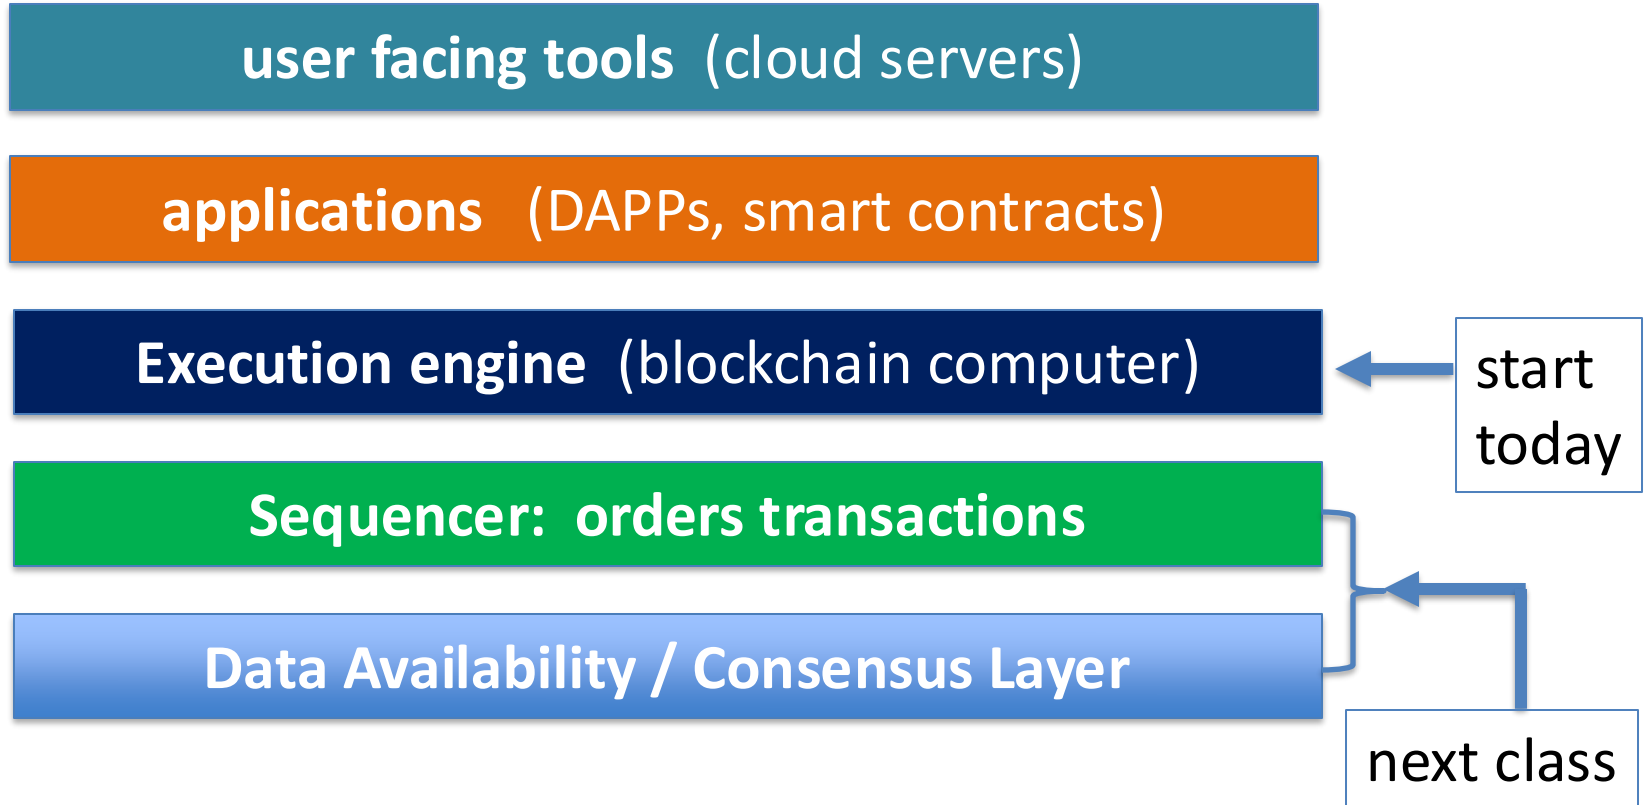 user facing tools (cloud servers)
applications (DAPPs, smart contracts)
Execution engine (blockchain computer)
start
today
Sequencer: orders transactions
Data Availability / Consensus Layer
next class